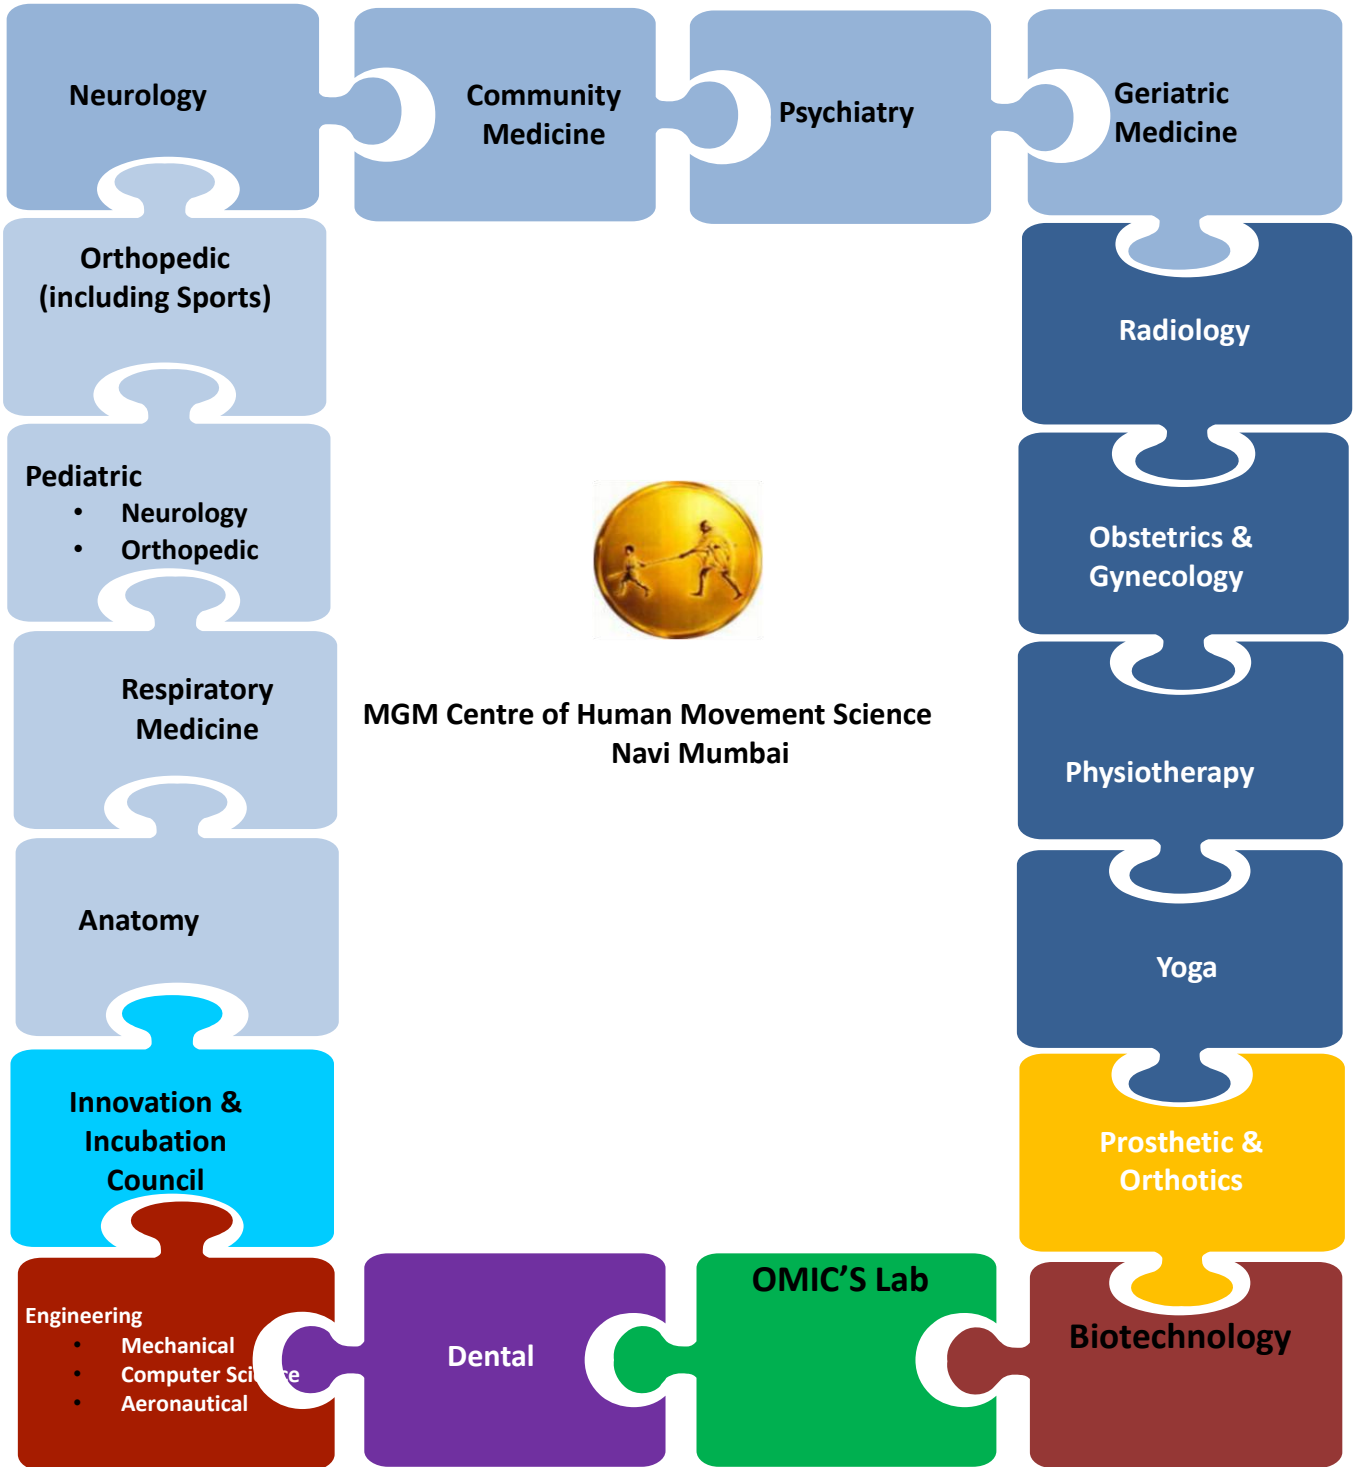 Neurology
Community
Medicine
Psychiatry
Geriatric
Medicine
Orthopedic
(including Sports)
Radiology
Pediatric
• Neurology
• Orthopedic
Obstetrics &
Gynecology
Respiratory
Medicine
MGM Centre of Human Movement Science
Navi Mumbai
Physiotherapy
Anatomy
Yoga
Innovation &
Incubation
Council
Prosthetic &
Orthotics
Engineering
• Mechanical
• Computer Science
• Aeronautical
Dental
OMIC'S Lab
Biotechnology